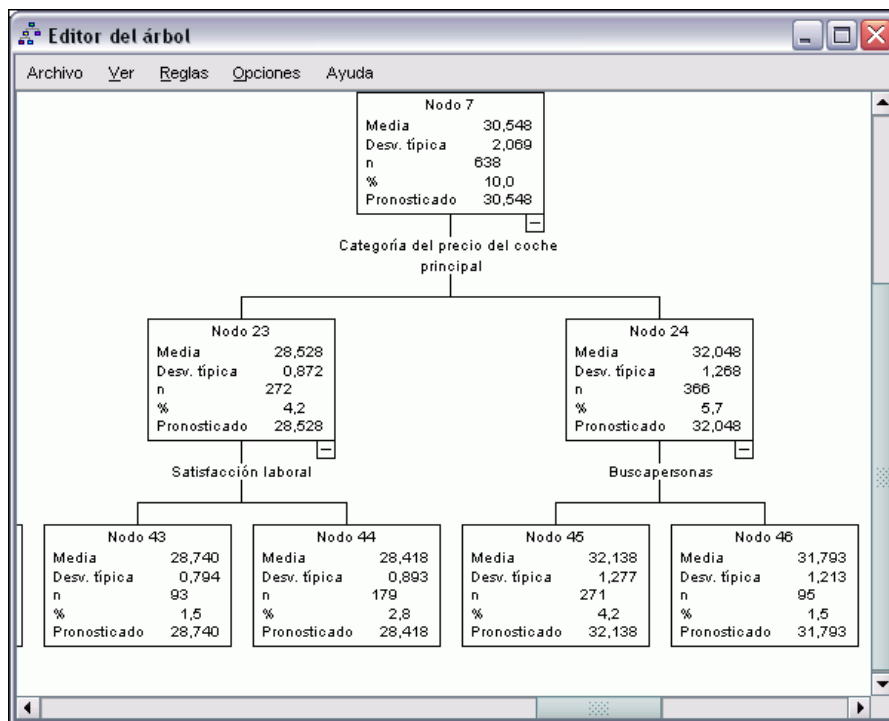 Editor del árbol
Archivo Ver Reglas Opciones Ayuda
Nodo 7
Media 30,548
Desv. típica 2,069
n 638
% 10,0
Pronosticado 30,548
Categoría del precio del coche
principal
Nodo 23
Media 28,528
Desv. típica 0,872
n 272
% 4,2
Pronosticado 28,528
Nodo 24
Media 32,048
Desv. típica 1,268
n 366
% 5,7
Pronosticado 32,048
Satisfacción laboral
Buscapersonas
Nodo 43
Media 28,740
Desv. típica 0,794
n 93
% 1,5
Pronosticado 28,740
Nodo 44
Media 28,418
Desv. típica 0,893
n 179
% 2,8
Pronosticado 28,418
Nodo 45
Media 32,138
Desv. típica 1,277
n 271
% 4,2
Pronosticado 32,138
Nodo 46
Media 31,793
Desv. típica 1,213
n 95
% 1,5
Pronosticado 31,793